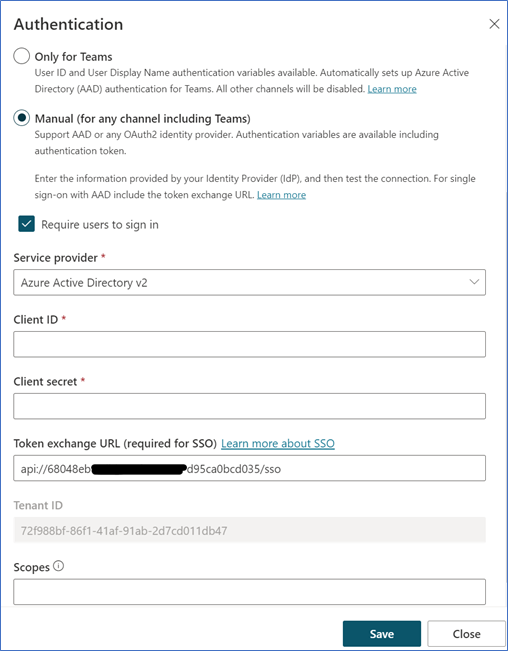 Authentication
Only for Teams
User ID and User Display Name authentication variables available. Automatically sets up Azure Active
Directory (AAD) authentication for Teams. All other channels will be disabled. Learn more
Manual (for any channel including Teams)
Support AAD or any OAuth2 identity provider. Authentication variables are available including
authentication token.
Enter the information provided by your Identity Provider (IdP), and then test the connection. For single
sign-on with AAD include the token exchange URL. Learn more
Require users to sign in
Service provider *
Azure Active Directory v2
Client ID *
Client secret *
Token exchange URL (required for SSO) Learn more about SSO
api://68048eb d95ca0bcd035/sso
Tenant ID
72f988bf-86f1-41af-91ab-2d7cd011db47
Scopes
Save Close